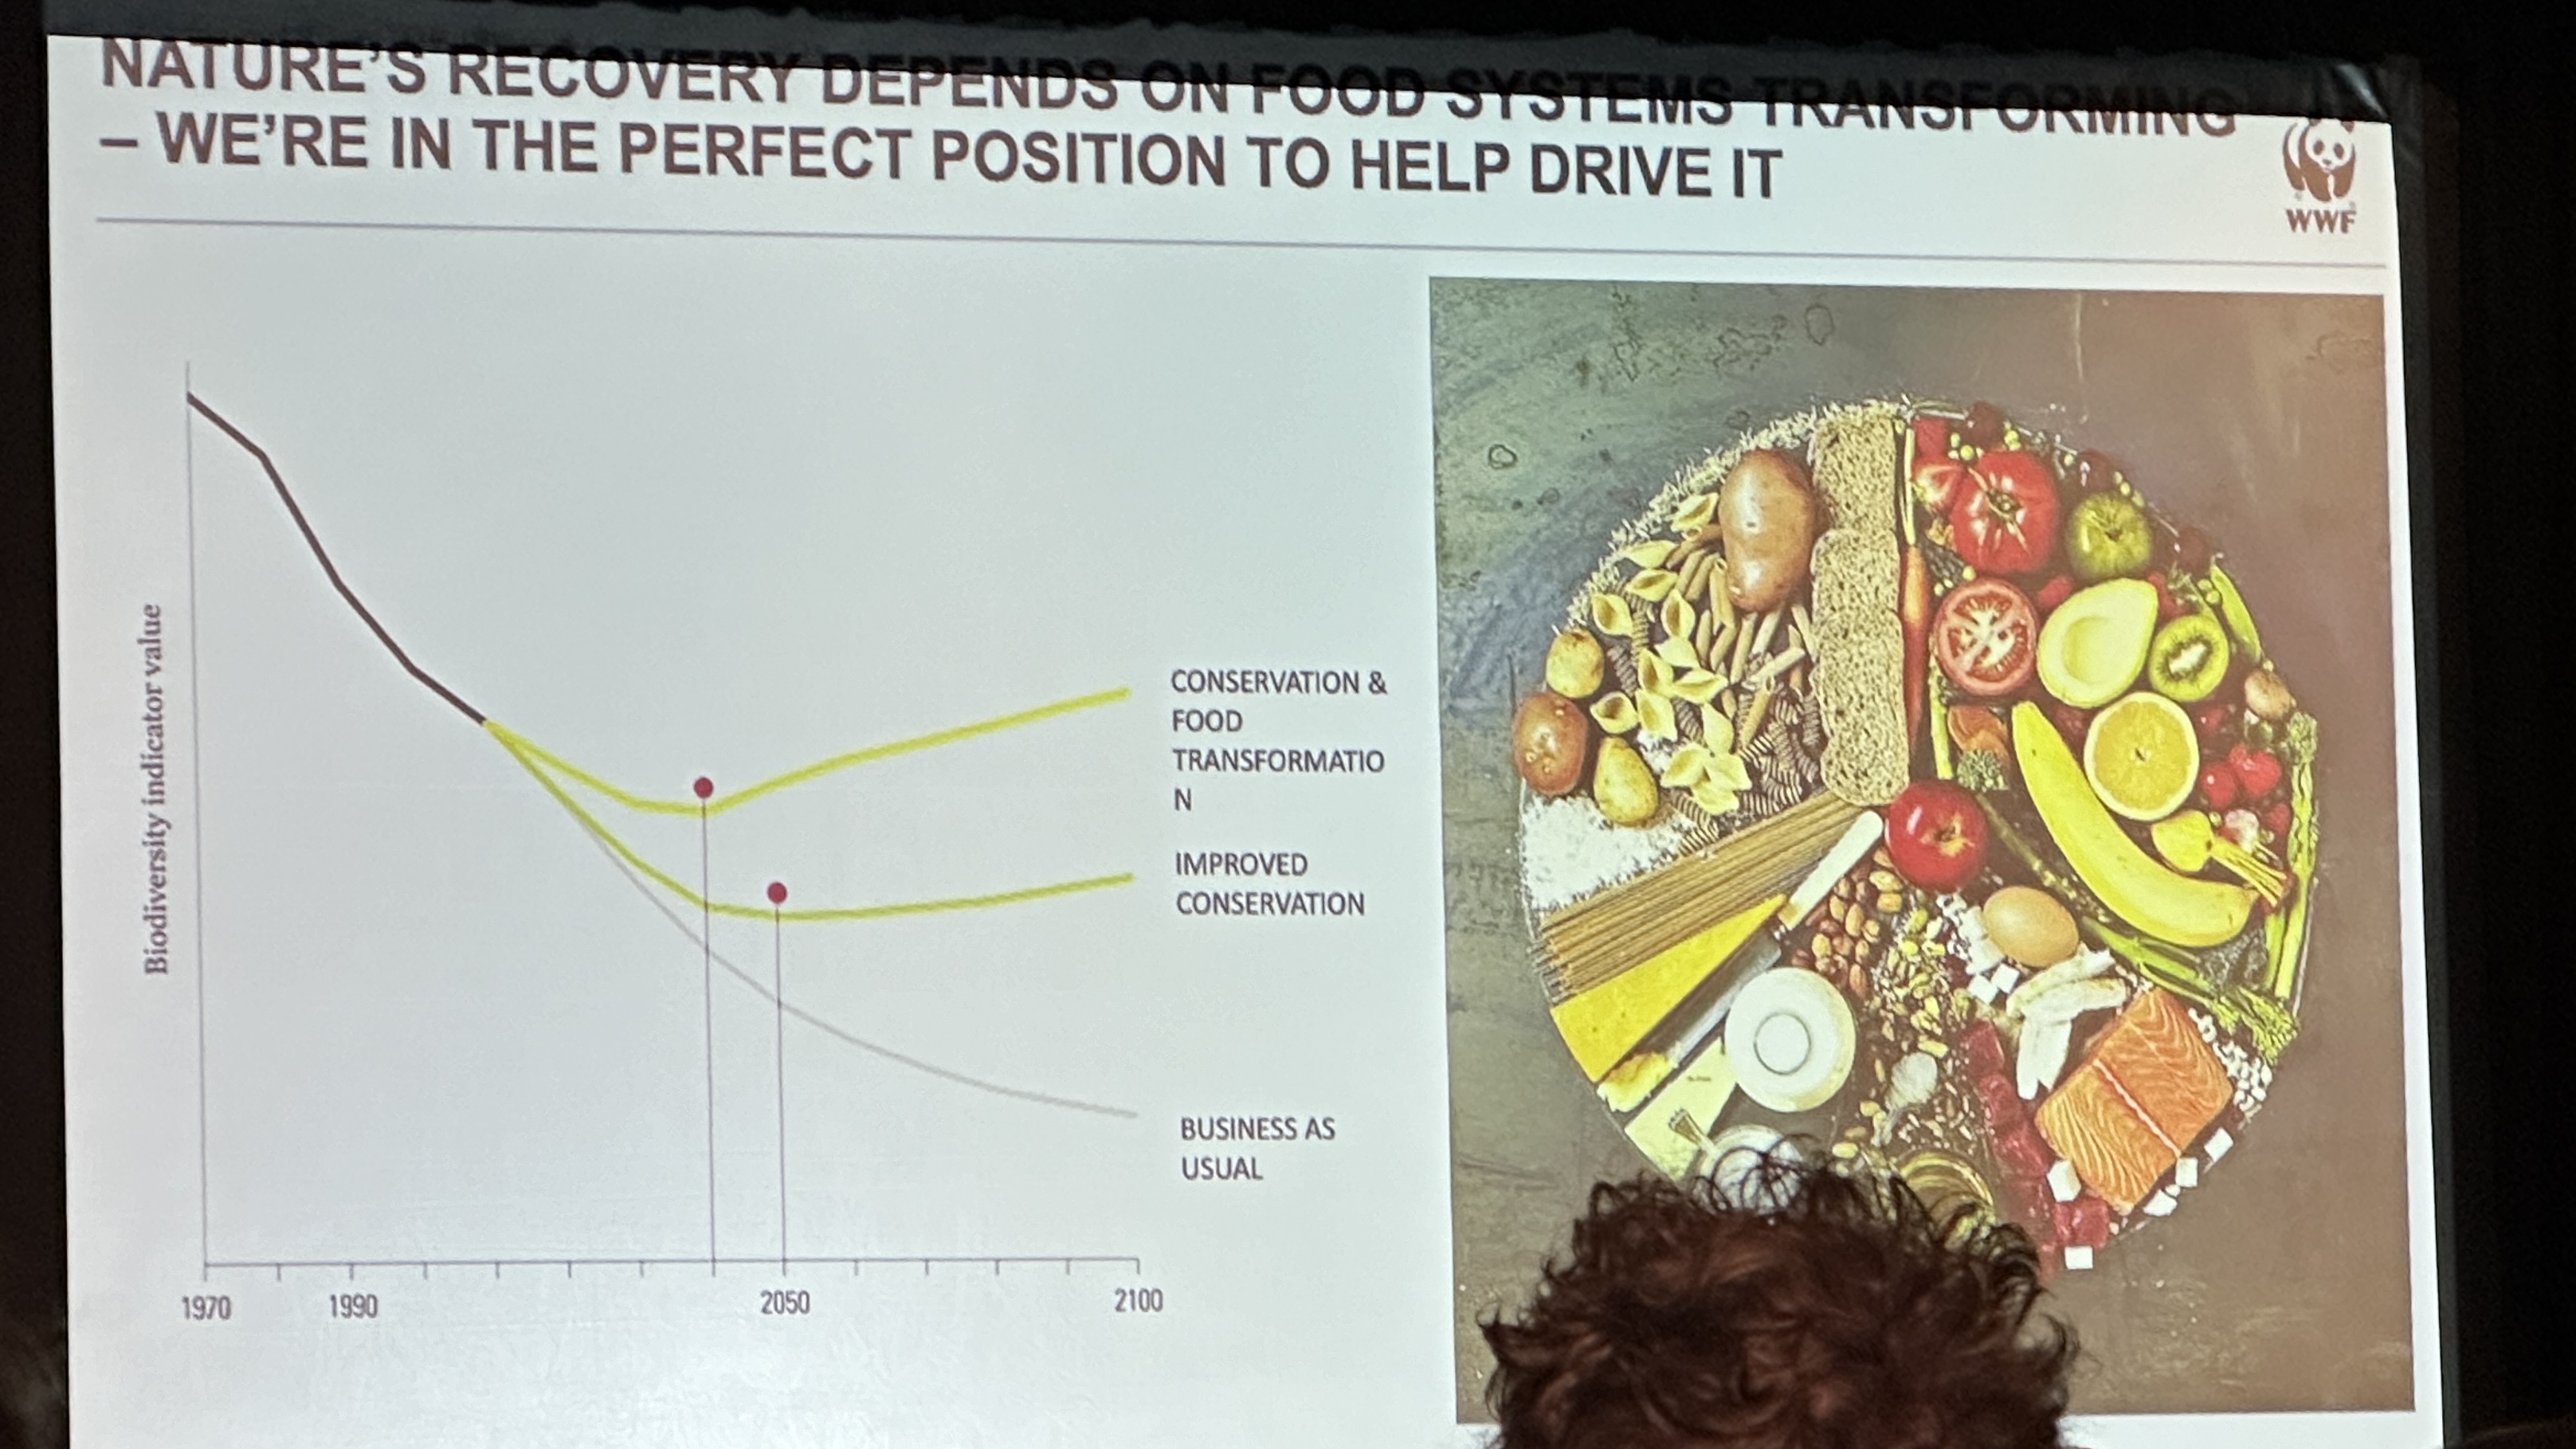 NATURE'S RECOVERY DEPENDS ON FOOD SYSTEMS TRANSFORMING
– WE'RE IN THE PERFECT POSITION TO HELP DRIVE IT
WWF
Biodiversity indicator value
CONSERVATION &
FOOD
TRANSFORMATIO
N
IMPROVED
CONSERVATION
BUSINESS AS
USUAL
1970 1990 2050 2100